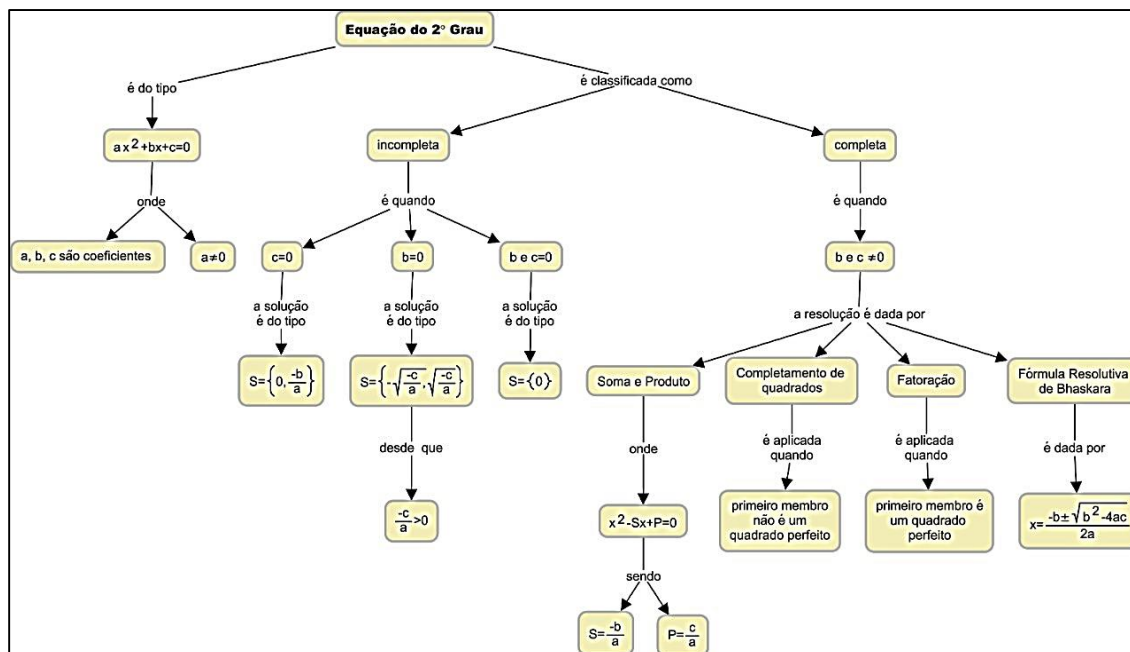 Equação do 2° Grau
é do tipo
é classificada como
ax²+bx+c=0
incompleta
completa
onde
é quando
é quando
a, b, c são coeficientes
a≠0
c=0
b=0
b e c=0
b e c ≠0
a solução
é do tipo
a solução
é do tipo
a solução
é do tipo
a resolução é dada por
S={0, -b/a}
S={-√(-c/a), √(-c/a)}
S={0}
Soma e Produto
Completamento de
quadrados
Fatoração
Fórmula Resolutiva
de Bhaskara
desde que
onde
é aplicada
quando
é aplicada
quando
é dada por
-c/a>0
x²-Sx+P=0
primeiro membro
não é um
quadrado perfeito
primeiro membro é
um quadrado
perfeito
x=(-b±√(b²-4ac))/2a
sendo
S=-b/a
P=c/a